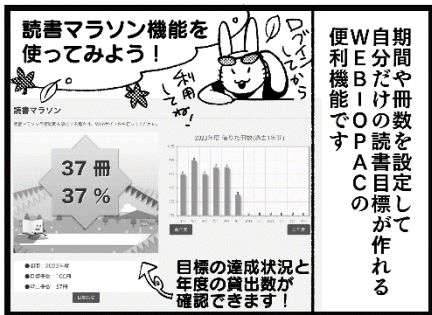 期間や冊数を設定して
自分だけの読書目標が作れる
WEBIOPACの
便利機能です
読書マラソン機能を
使ってみよう！
ログインしてから
利用してね！
読書マラソン
37 冊
37 %
目標の達成状況と
年度の貸出数が
確認できます！